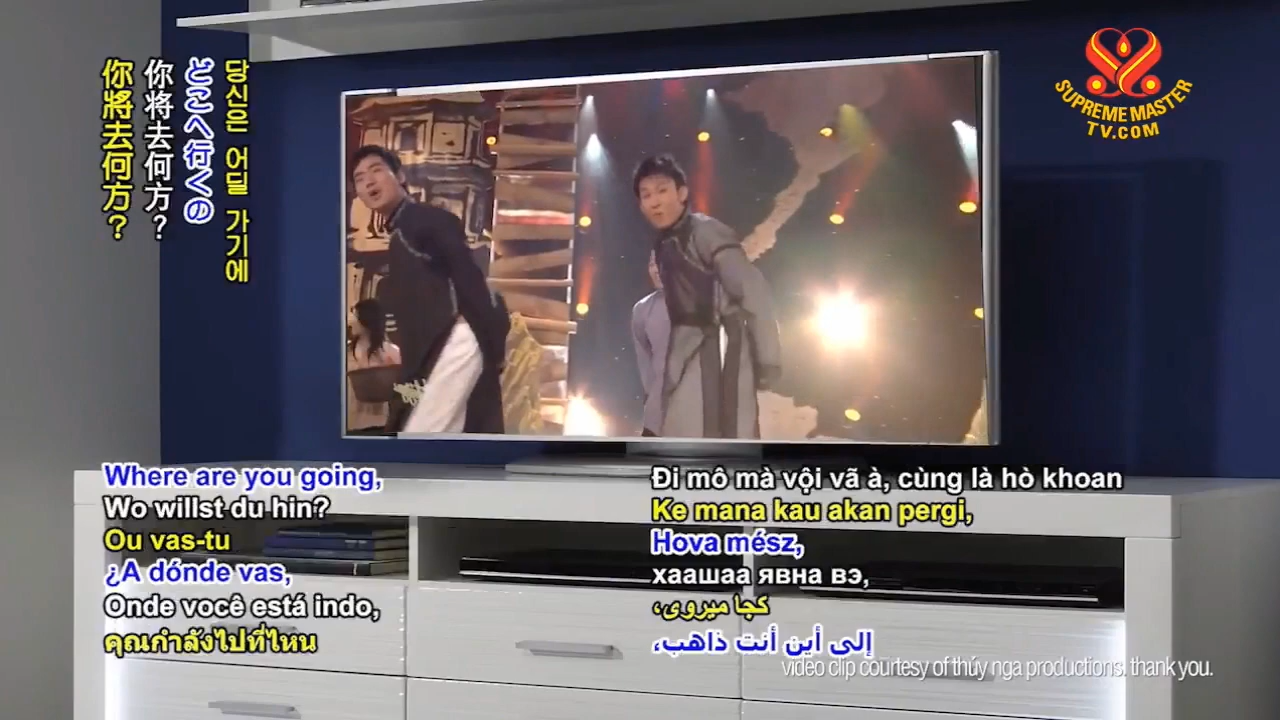 你將去何方？
你将去何方？
どこへ行くの
당신은 어딜 가기에
SUPREME MASTER
TV.COM
Where are you going,
Wo willst du hin?
Ou vas-tu
¿A dónde vas,
Onde você está indo,
คุณกำลังไปที่ไหน
Đi mô mà vội vã à, cùng là hò khoan
Ke mana kau akan pergi,
Hova mész,
хаашаа явна вэ,
کجا میروی،
إلى أين أنت ذاهب،
video clip courtesy of thúy nga productions. thank you.